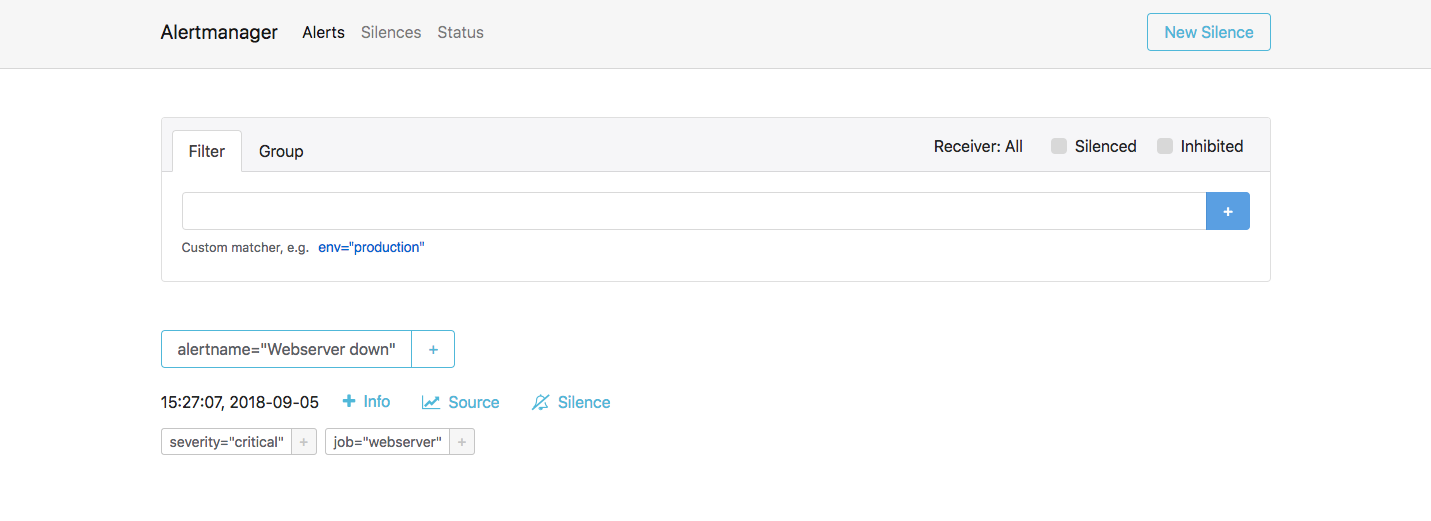 Alertmanager Alerts Silences Status New Silence
Filter Group Receiver: All Silenced Inhibited
+
Custom matcher, e.g. env="production"
alertname="Webserver down" +
15:27:07, 2018-09-05 + Info Source Silence
severity="critical" + job="webserver" +